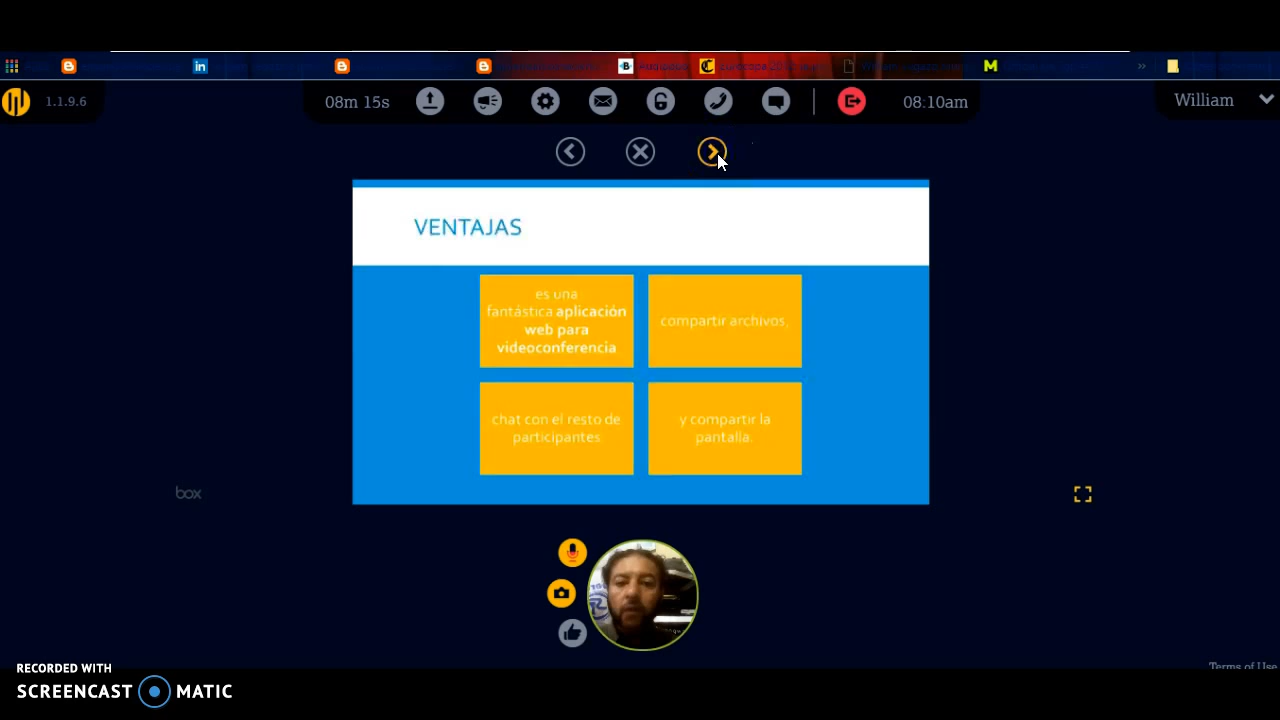 1.1.9.6
08m 15s
08:10am
William
VENTAJAS
es una
fantástica aplicación
web para
videoconferencia
compartir archivos,
chat con el resto de
participantes
y compartir la
pantalla.
box
RECORDED WITH
SCREENCAST MATIC
Terms of Use